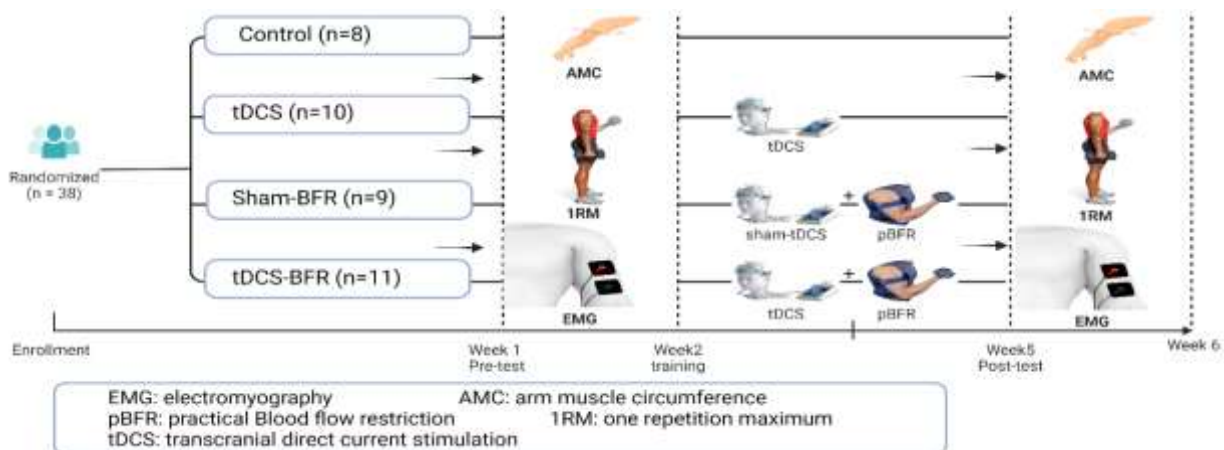 Control (n=8)
AMC
AMC
tDCS (n=10)
tDCS
Randomized
(n = 38)
Sham-BFR (n=9)
1RM
sham-tDCS
+
pBFR
1RM
tDCS-BFR (n=11)
EMG
tDCS
+
pBFR
EMG
Enrollment
Week 1
Pre-test
Week2
training
Week5
Post-test
Week 6
EMG: electromyography
AMC: arm muscle circumference
pBFR: practical Blood flow restriction
1RM: one repetition maximum
tDCS: transcranial direct current stimulation